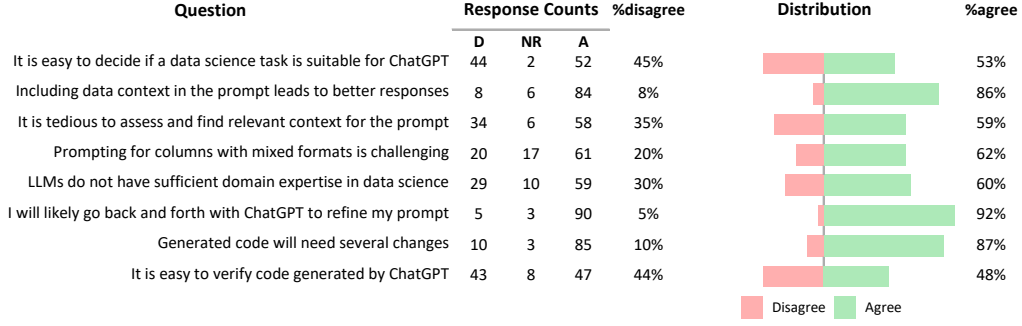 Question Response Counts %disagree Distribution %agree
D NR A
It is easy to decide if a data science task is suitable for ChatGPT 44 2 52 45% 53%
Including data context in the prompt leads to better responses 8 6 84 8% 86%
It is tedious to assess and find relevant context for the prompt 34 6 58 35% 59%
Prompting for columns with mixed formats is challenging 20 17 61 20% 62%
LLMs do not have sufficient domain expertise in data science 29 10 59 30% 60%
I will likely go back and forth with ChatGPT to refine my prompt 5 3 90 5% 92%
Generated code will need several changes 10 3 85 10% 87%
It is easy to verify code generated by ChatGPT 43 8 47 44% 48%
Disagree Agree